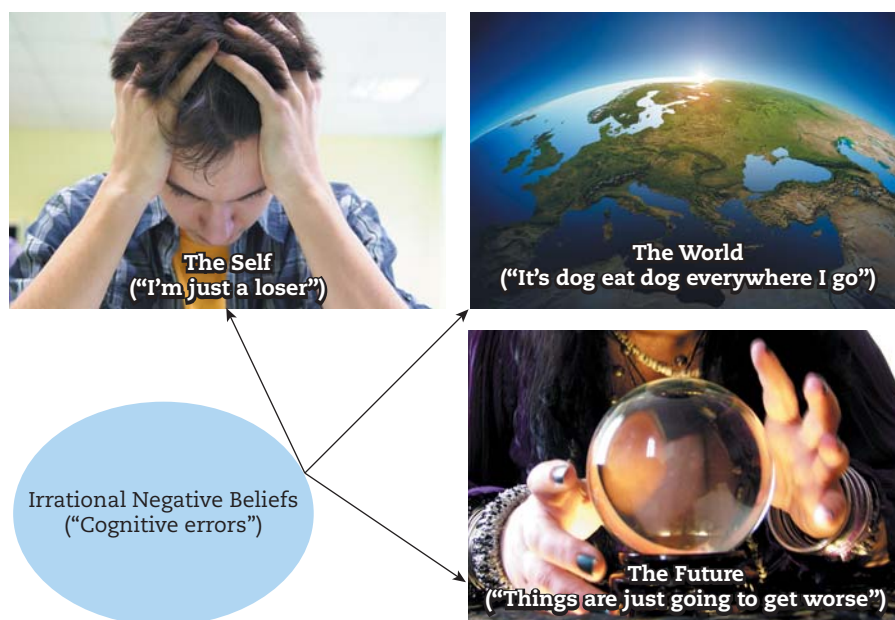 The Self
(“I’m just a loser”)
The World
(“It’s dog eat dog everywhere I go”)
Irrational Negative Beliefs
(“Cognitive errors”)
The Future
(“Things are just going to get worse”)